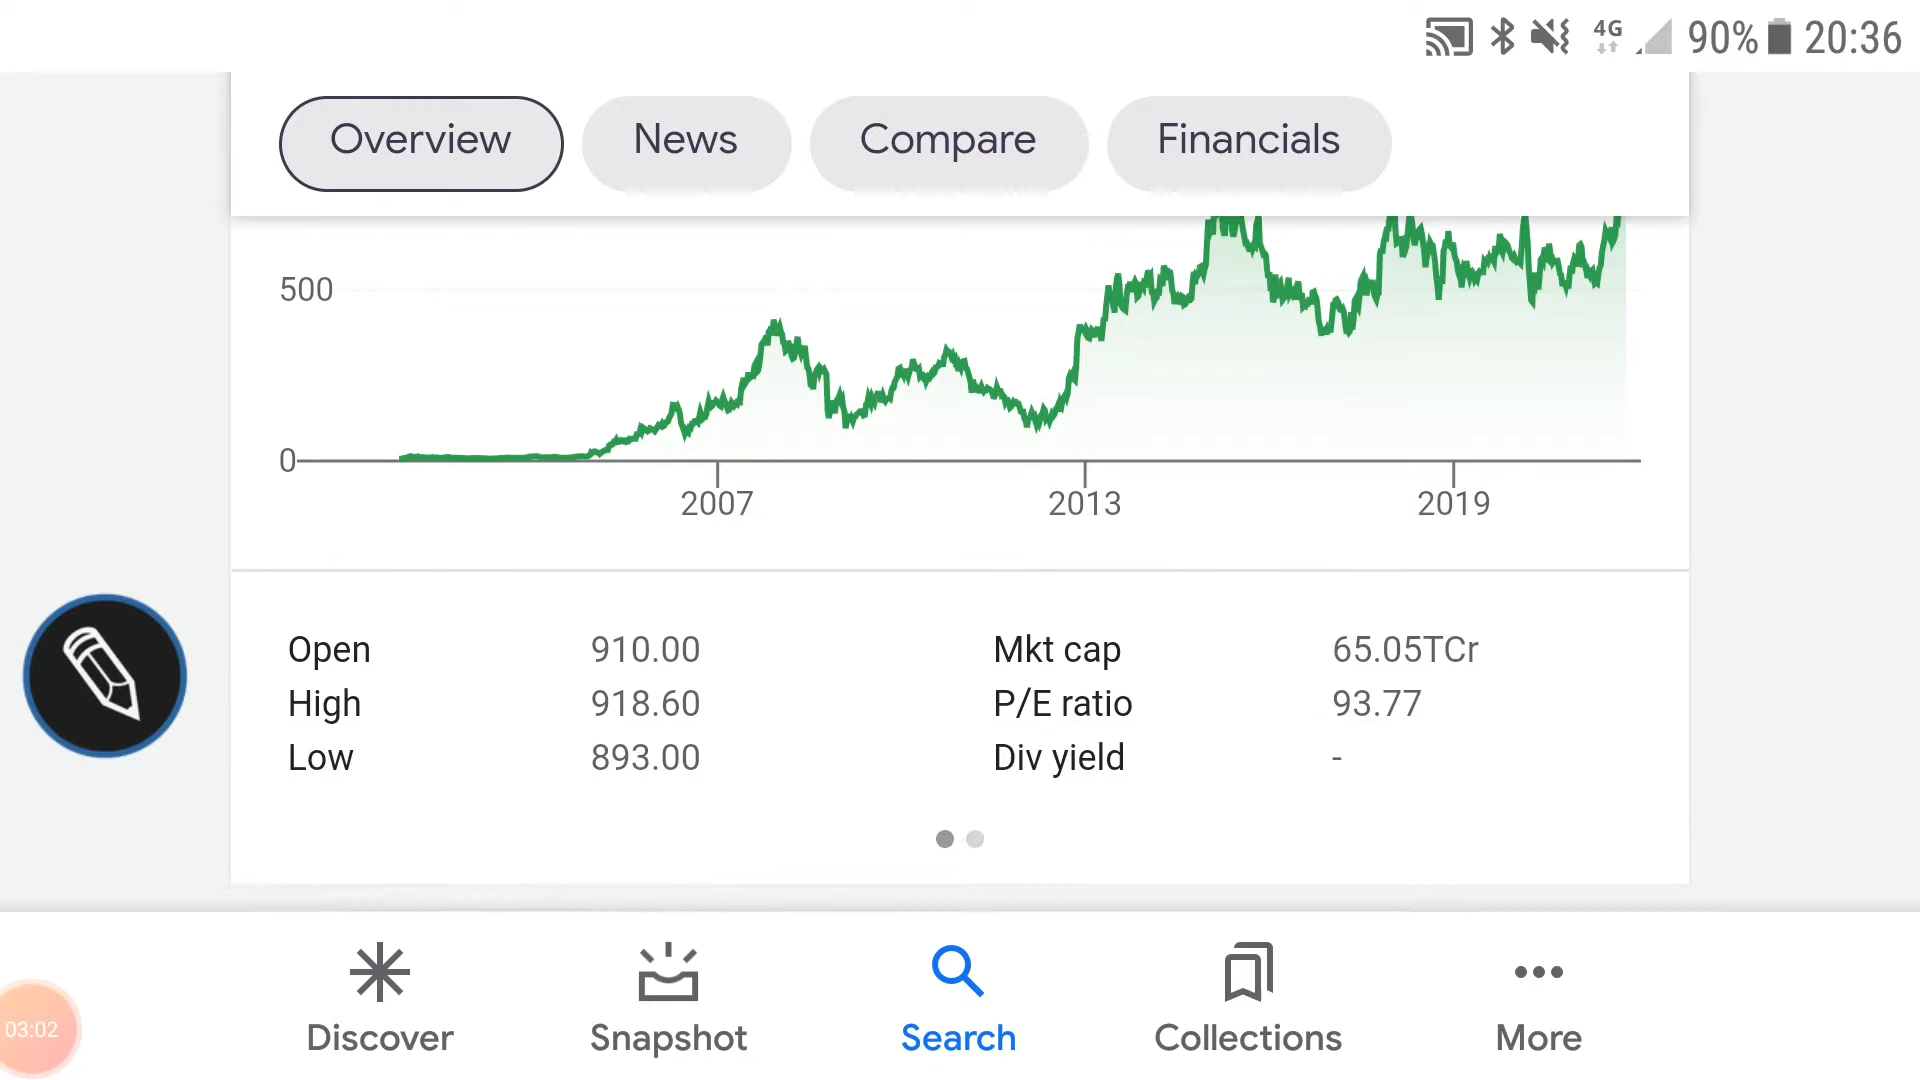 4G 90% 20:36
Overview News Compare Financials
500
0
2007 2013 2019
Open 910.00 Mkt cap 65.05TCr
High 918.60 P/E ratio 93.77
Low 893.00 Div yield -
Discover Snapshot Search Collections More
03:02